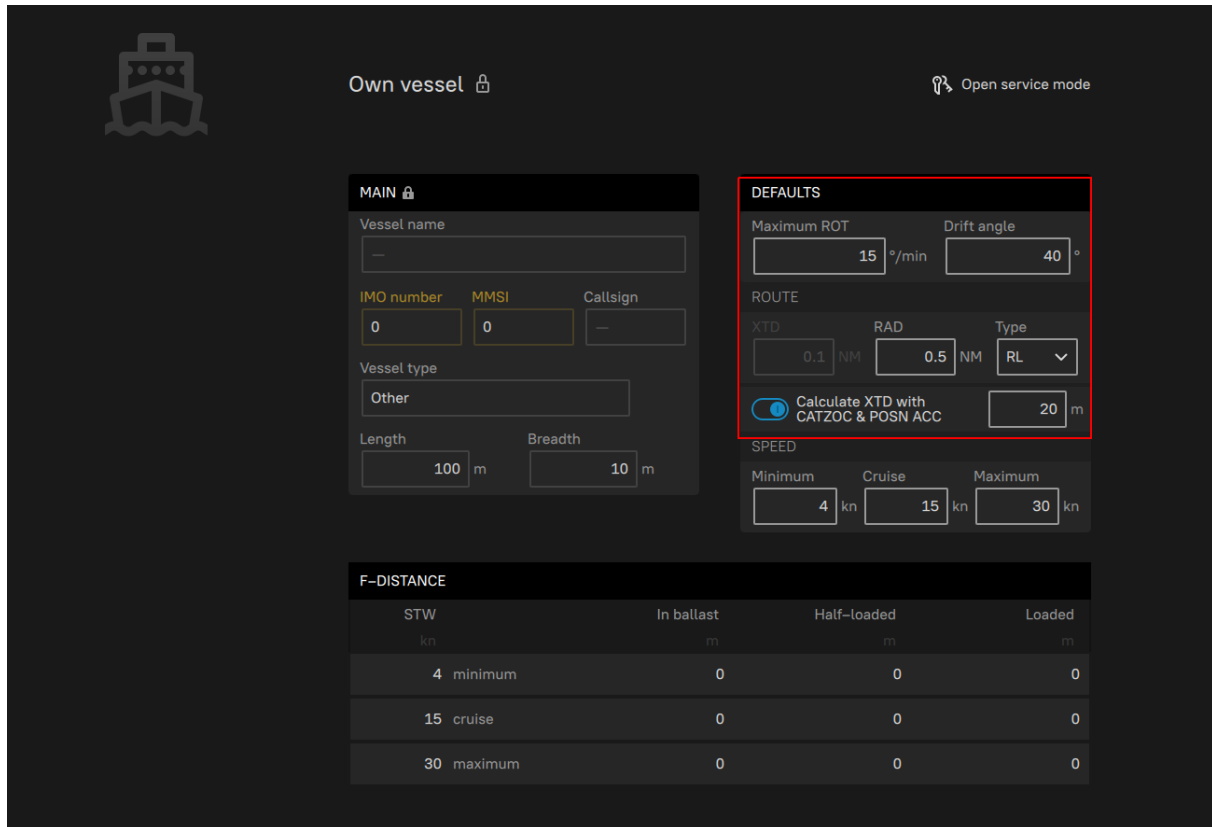 Own vessel
Open service mode
MAIN
Vessel name
—
IMO number MMSI Callsign
0 0 —
Vessel type
Other
Length Breadth
100 m 10 m
DEFAULTS
Maximum ROT Drift angle
15 °/min 40 °
ROUTE
XTD RAD Type
0.1 NM 0.5 NM RL
Calculate XTD with
CATZOC & POSN ACC
20 m
SPEED
Minimum Cruise Maximum
4 kn 15 kn 30 kn
F–DISTANCE
STW In ballast Half–loaded Loaded
kn m m m
4 minimum 0 0 0
15 cruise 0 0 0
30 maximum 0 0 0